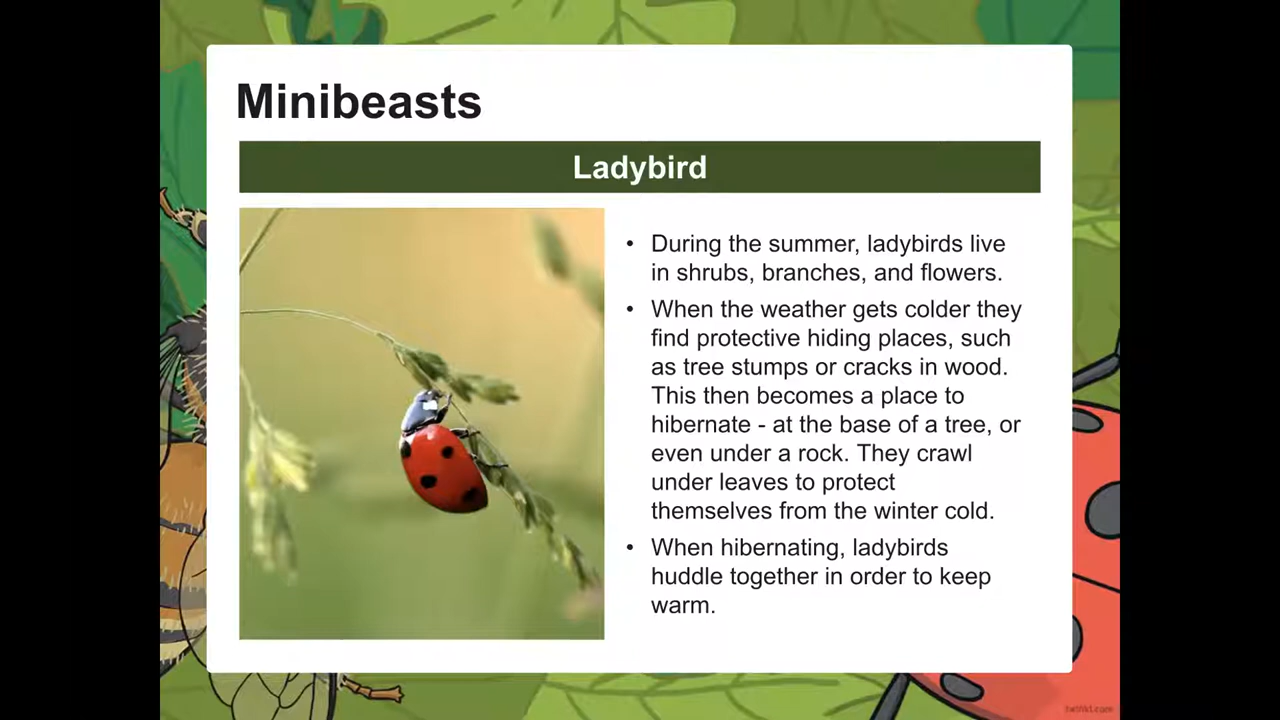 Minibeasts
Ladybird
• During the summer, ladybirds live
in shrubs, branches, and flowers.
• When the weather gets colder they
find protective hiding places, such
as tree stumps or cracks in wood.
This then becomes a place to
hibernate - at the base of a tree, or
even under a rock. They crawl
under leaves to protect
themselves from the winter cold.
• When hibernating, ladybirds
huddle together in order to keep
warm.